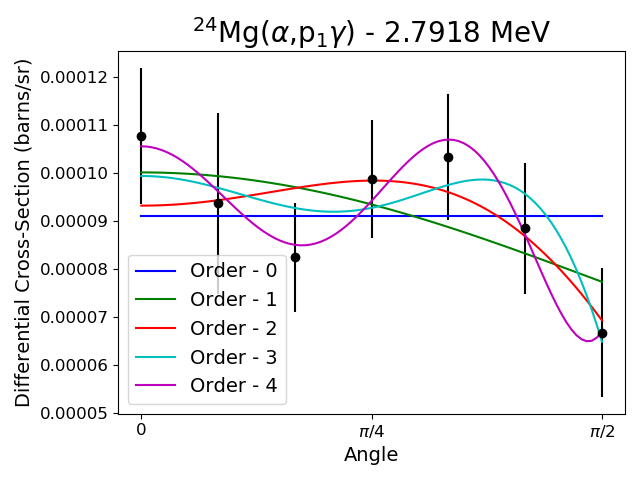 ²⁴Mg(α,p₁γ) - 2.7918 MeV
Differential Cross-Section (barns/sr)
0.00012
0.00011
0.00010
0.00009
0.00008
0.00007
0.00006
0.00005
Order - 0
Order - 1
Order - 2
Order - 3
Order - 4
0 π/4 π/2
Angle